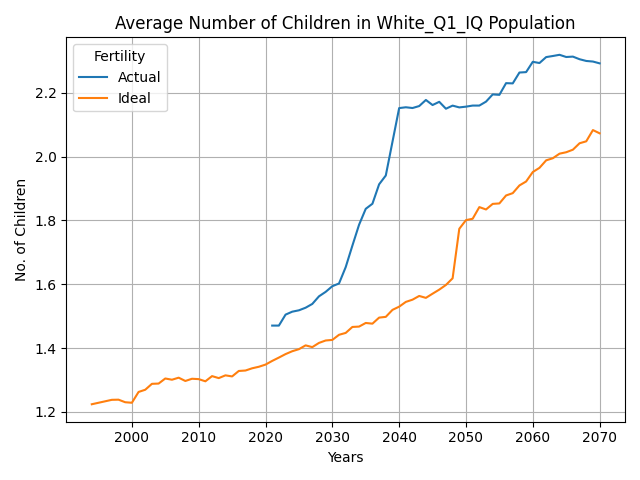 Average Number of Children in White_Q1_IQ Population
Fertility
Actual
Ideal
No. of Children
2.2
2.0
1.8
1.6
1.4
1.2
2000 2010 2020 2030 2040 2050 2060 2070
Years